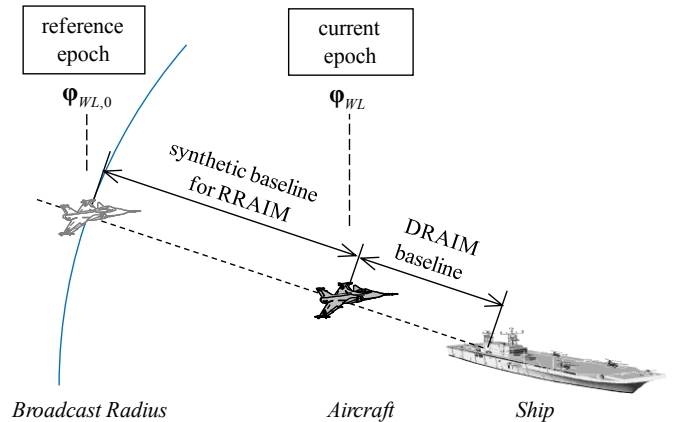 reference
epoch
current
epoch
φWL,0
φWL
synthetic baseline
for RRAIM
DRAIM
baseline
Broadcast Radius
Aircraft
Ship